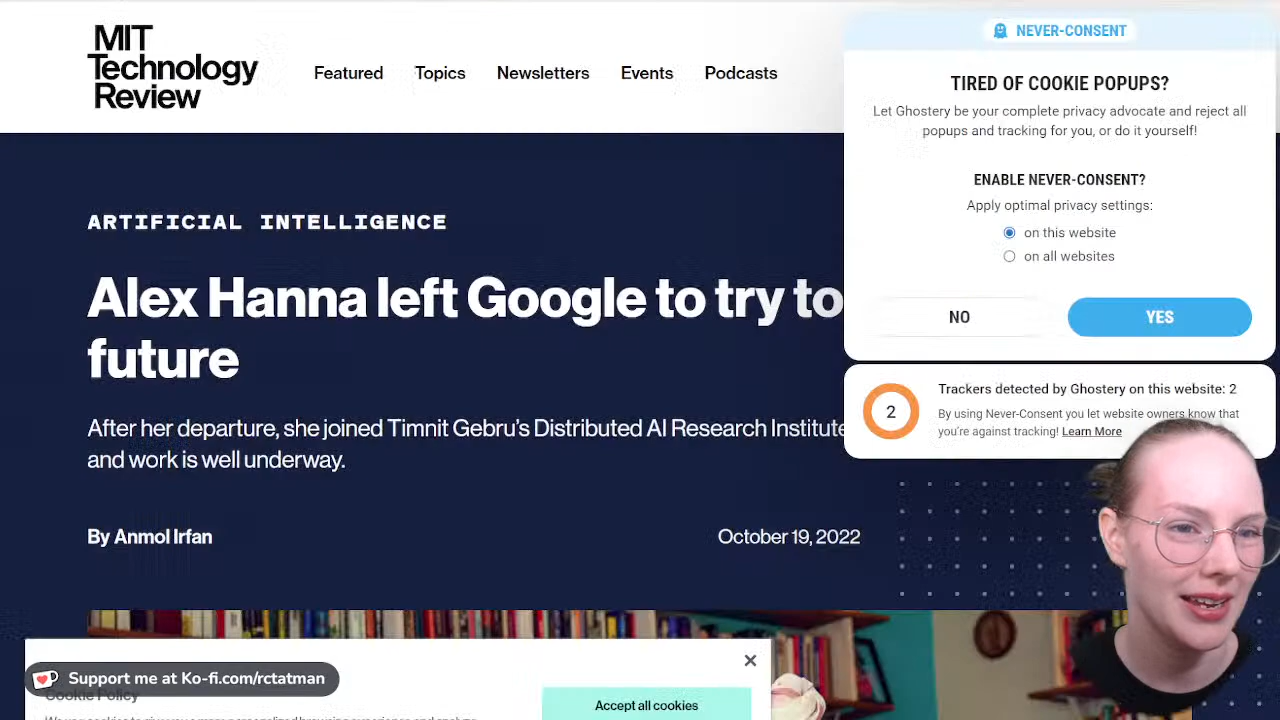 MIT
Technology
Review
Featured
Topics
Newsletters
Events
Podcasts
NEVER-CONSENT
TIRED OF COOKIE POPUPS?
Let Ghostery be your complete privacy advocate and reject all
popups and tracking for you, or do it yourself!
ENABLE NEVER-CONSENT?
Apply optimal privacy settings:
on this website
on all websites
NO
YES
2
Trackers detected by Ghostery on this website: 2
By using Never-Consent you let website owners know that
you're against tracking! Learn More
ARTIFICIAL INTELLIGENCE
Alex Hanna left Google to try to
future
After her departure, she joined Timnit Gebru's Distributed AI Research Institute
and work is well underway.
By Anmol Irfan
October 19, 2022
Support me at Ko-fi.com/rctatman
Cookie Policy
Accept all cookies